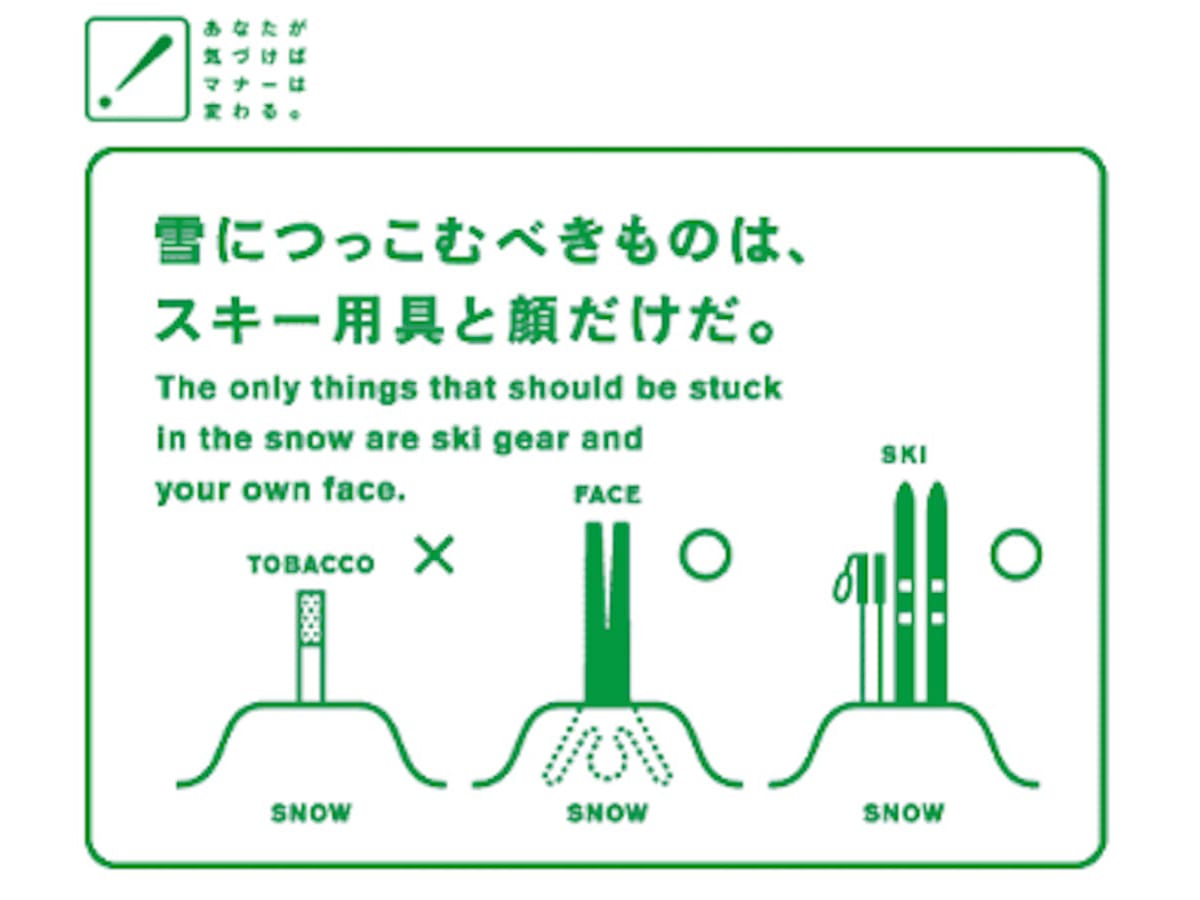 あなたが
気づけば
マナーは
変わる。
雪につっこむべきものは、
スキー用具と顔だけだ。
The only things that should be stuck
in the snow are ski gear and
your own face.
TOBACCO ×
FACE ○
SKI ○
SNOW
SNOW
SNOW